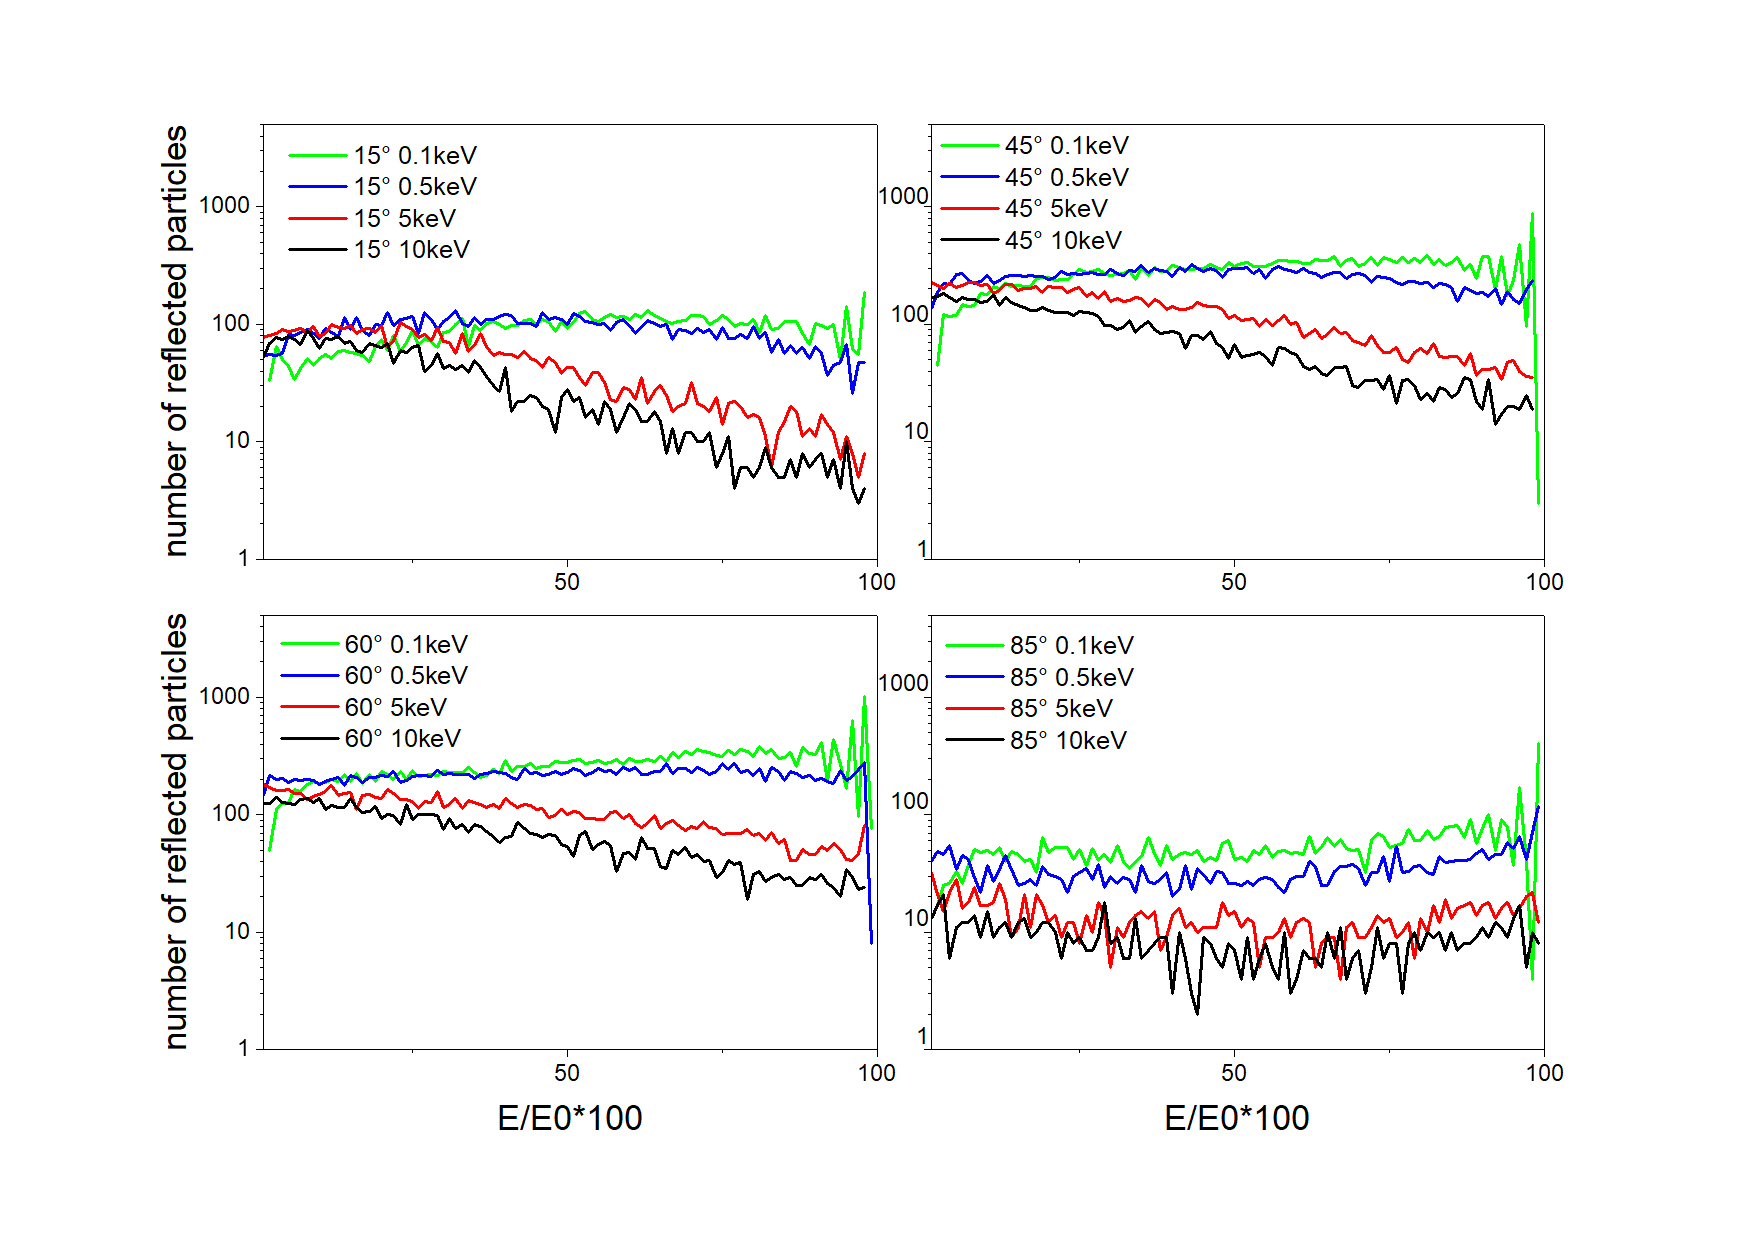 number of reflected particles
1000
100
10
1
15° 0.1keV
15° 0.5keV
15° 5keV
15° 10keV
50
100
1000
100
10
1
45° 0.1keV
45° 0.5keV
45° 5keV
45° 10keV
50
100
number of reflected particles
1000
100
10
1
60° 0.1keV
60° 0.5keV
60° 5keV
60° 10keV
50
100
E/E0*100
1000
100
10
1
85° 0.1keV
85° 0.5keV
85° 5keV
85° 10keV
50
100
E/E0*100